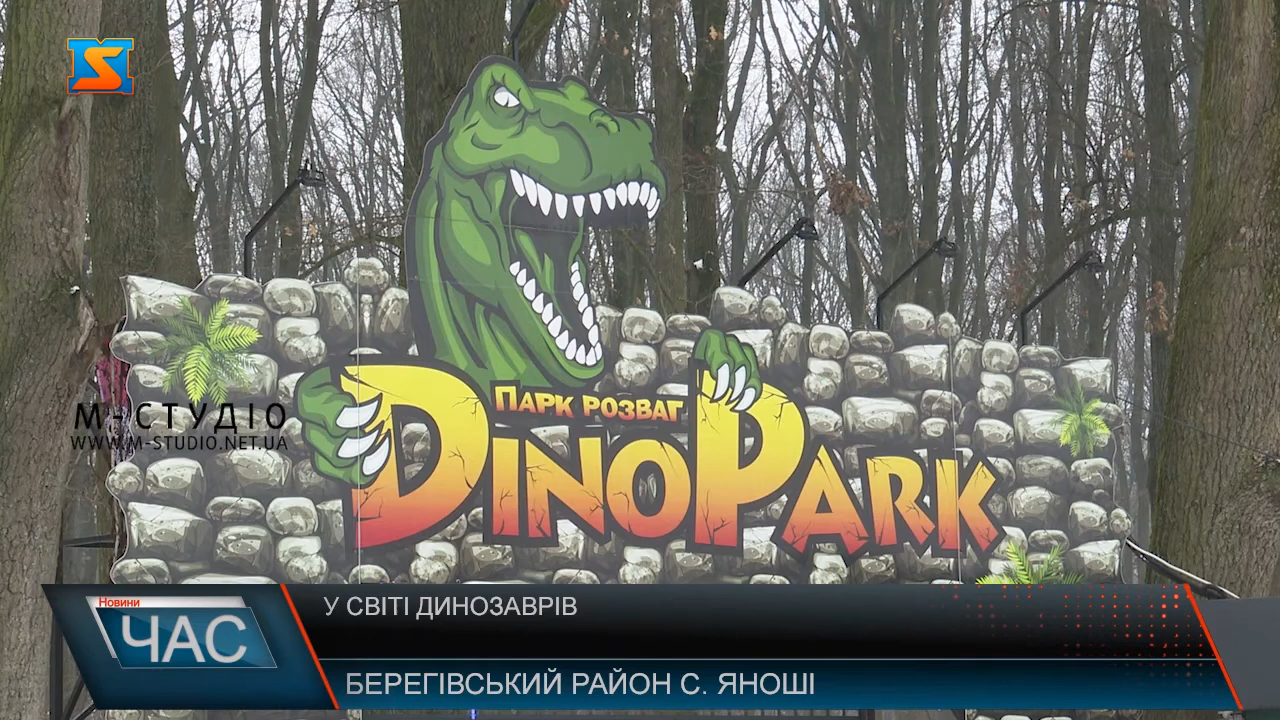 M-СТУДІО
WWW.M-STUDIO.NET.UA
ПАРК РОЗВАГ
DINOPARK
Новини
ЧАС
У СВІТІ ДИНОЗАВРІВ
БЕРЕГІВСЬКИЙ РАЙОН С. ЯНОШІ